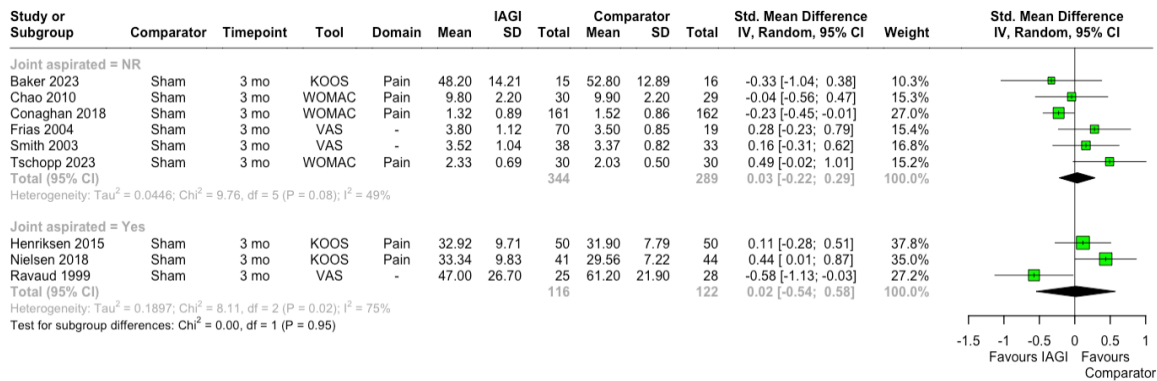 Study or IAGI Comparator Std. Mean Difference Std. Mean Difference
Subgroup Comparator Timepoint Tool Domain Mean SD Total Mean SD Total IV, Random, 95% CI Weight IV, Random, 95% CI
Joint aspirated = NR
Baker 2023 Sham 3 mo KOOS Pain 48.20 14.21 15 52.80 12.89 16 -0.33 [-1.04; 0.38] 10.3%
Chao 2010 Sham 3 mo WOMAC Pain 9.80 2.20 30 9.90 2.20 29 -0.04 [-0.56; 0.47] 15.3%
Conaghan 2018 Sham 3 mo WOMAC Pain 1.32 0.89 161 1.52 0.86 162 -0.23 [-0.45; -0.01] 27.0%
Frias 2004 Sham 3 mo VAS - 3.80 1.12 70 3.50 0.85 19 0.28 [-0.23; 0.79] 15.4%
Smith 2003 Sham 3 mo VAS - 3.52 1.04 38 3.37 0.82 33 0.16 [-0.31; 0.62] 16.8%
Tschopp 2023 Sham 3 mo WOMAC Pain 2.33 0.69 30 2.03 0.50 30 0.49 [-0.02; 1.01] 15.2%
Total (95% CI) 344 289 0.03 [-0.22; 0.29] 100.0%
Heterogeneity: Tau² = 0.0446; Chi² = 9.76, df = 5 (P = 0.08); I² = 49%
Joint aspirated = Yes
Henriksen 2015 Sham 3 mo KOOS Pain 32.92 9.71 50 31.90 7.79 50 0.11 [-0.28; 0.51] 37.8%
Nielsen 2018 Sham 3 mo KOOS Pain 33.34 9.83 41 29.56 7.22 44 0.44 [ 0.01; 0.87] 35.0%
Ravaud 1999 Sham 3 mo VAS - 47.00 26.70 25 61.20 21.90 28 -0.58 [-1.13; -0.03] 27.2%
Total (95% CI) 116 122 0.02 [-0.54; 0.58] 100.0%
Heterogeneity: Tau² = 0.1897; Chi² = 8.11, df = 2 (P = 0.02); I² = 75%
Test for subgroup differences: Chi² = 0.00, df = 1 (P = 0.95)
-1.5 -1 -0.5 0 0.5 1
Favours IAGI Favours
Comparator